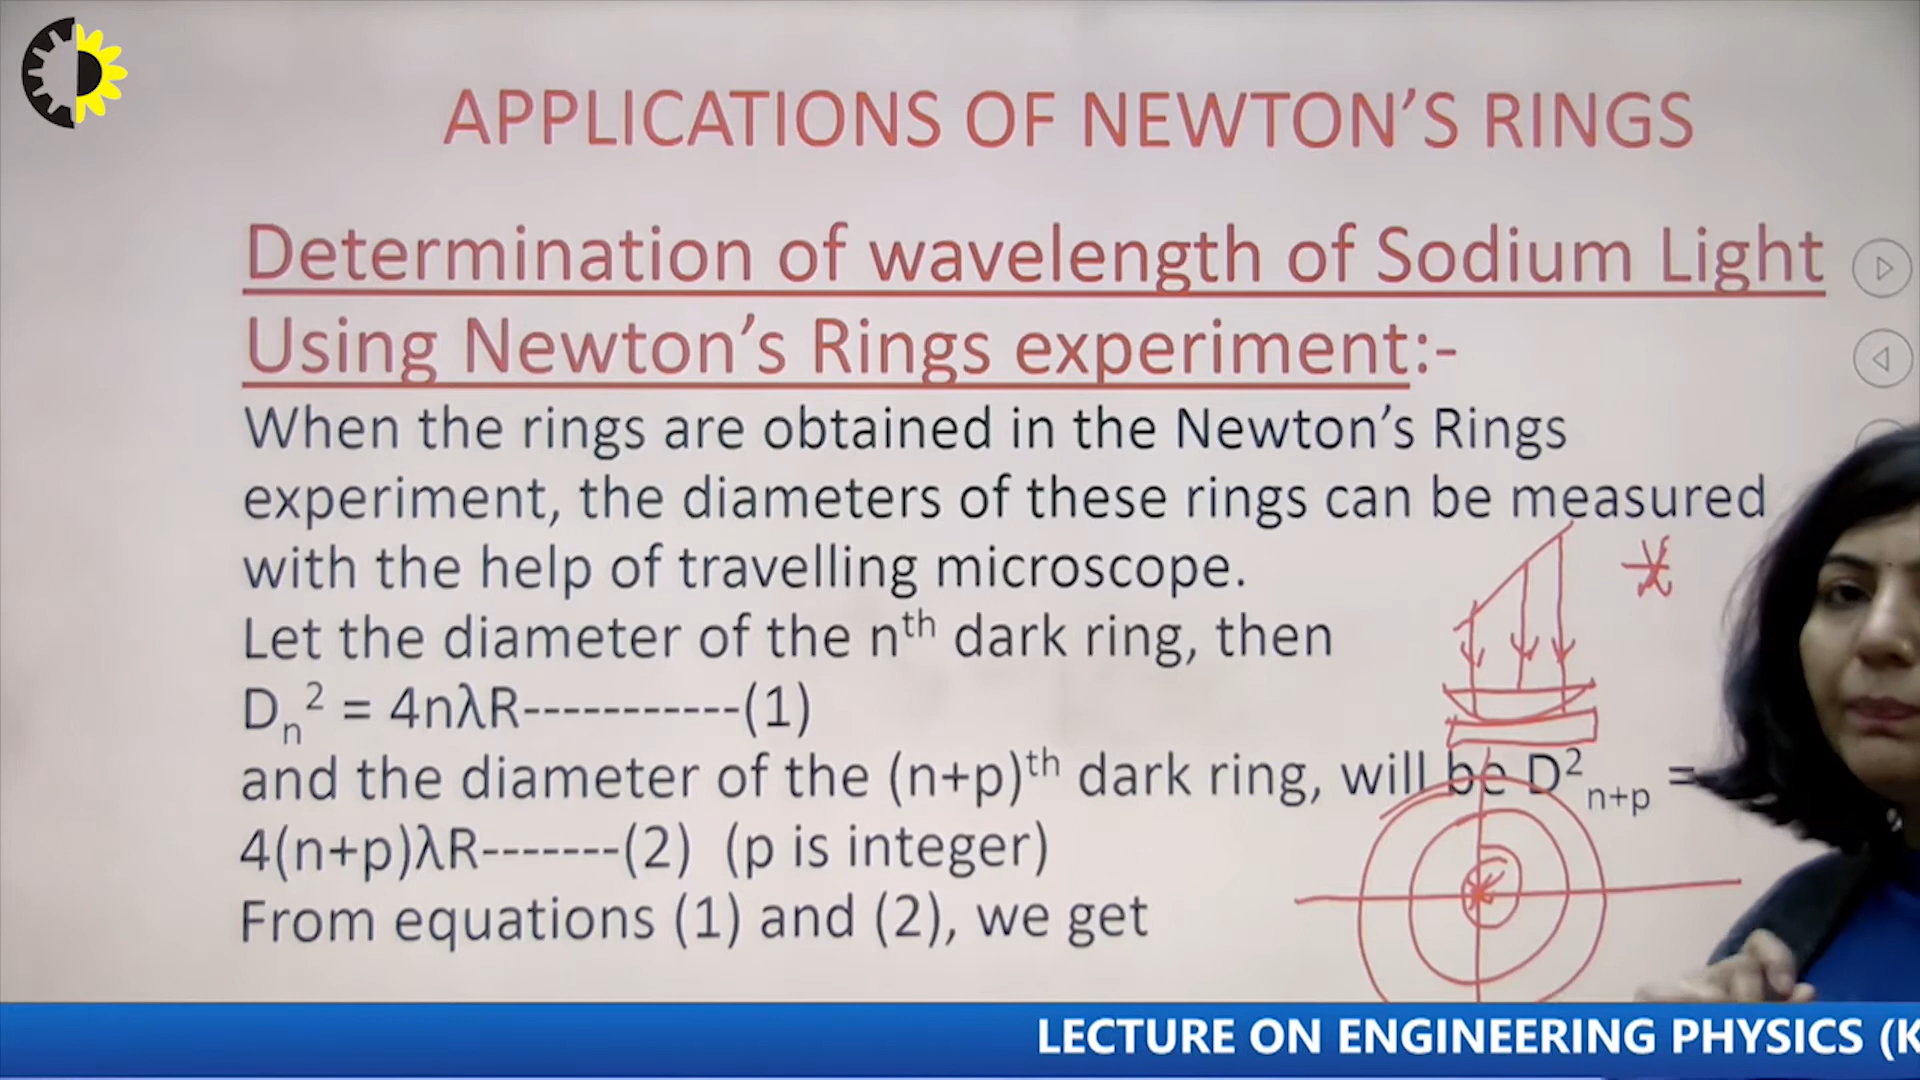 APPLICATIONS OF NEWTON’S RINGS
Determination of wavelength of Sodium Light
Using Newton’s Rings experiment:-
When the rings are obtained in the Newton’s Rings
experiment, the diameters of these rings can be measured
with the help of travelling microscope.
Let the diameter of the nᵗʰ dark ring, then
Dₙ² = 4nλR-----------(1)
and the diameter of the (n+p)ᵗʰ dark ring, will be D²ₙ₊ₚ =
4(n+p)λR-------(2) (p is integer)
From equations (1) and (2), we get
LECTURE ON ENGINEERING PHYSICS (K